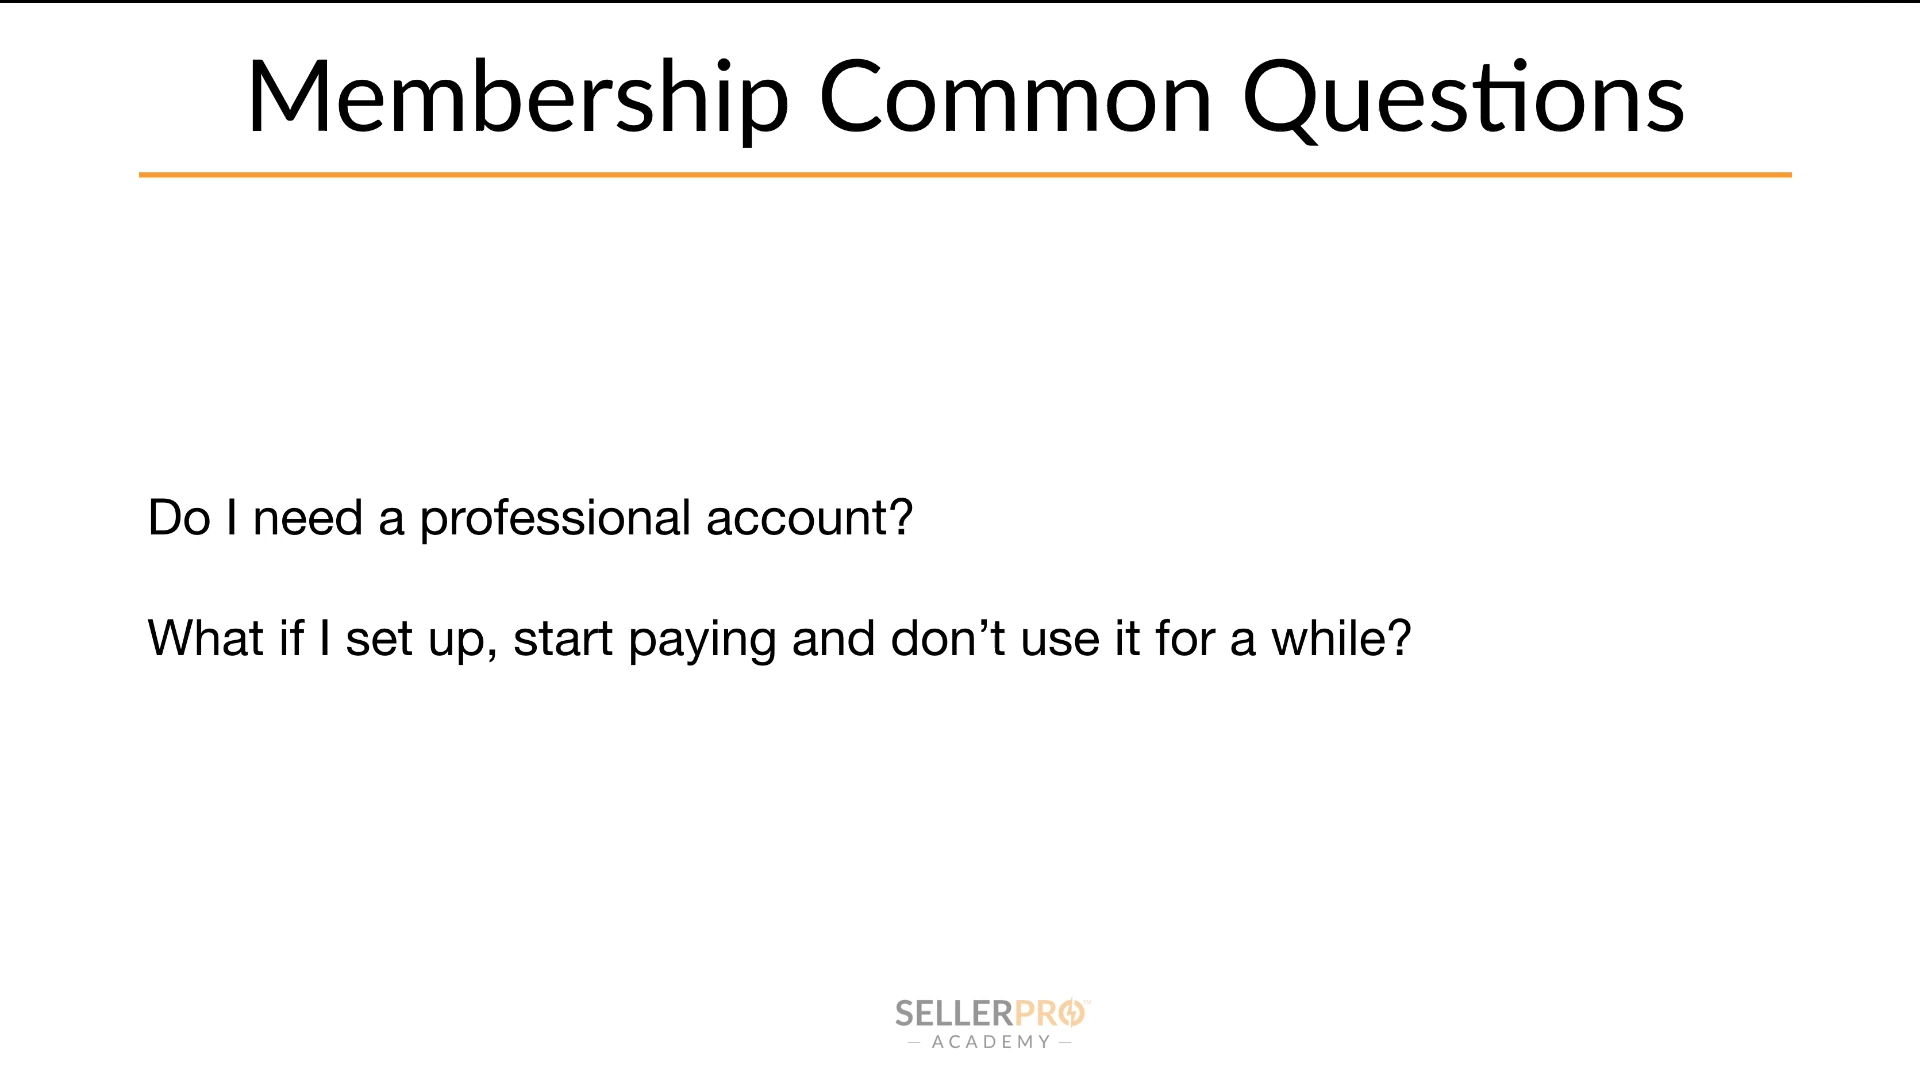 Membership Common Questions
Do I need a professional account?
What if I set up, start paying and don’t use it for a while?
SELLERPRO
ACADEMY